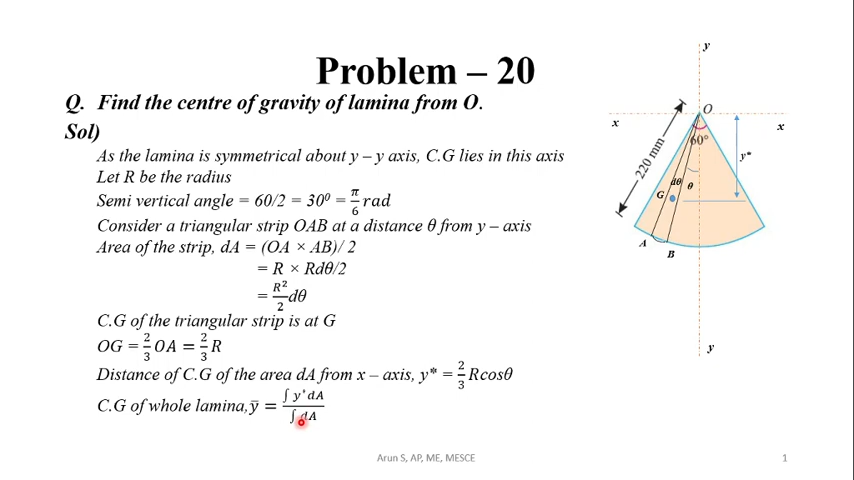 Problem – 20
Q. Find the centre of gravity of lamina from O.
Sol)
As the lamina is symmetrical about y – y axis, C.G lies in this axis
Let R be the radius
Semi vertical angle = 60/2 = 30⁰ = π/6 rad
Consider a triangular strip OAB at a distance θ from y – axis
Area of the strip, dA = (OA × AB)/ 2
= R × Rdθ/2
= R²/2 dθ
C.G of the triangular strip is at G
OG = 2/3 OA = 2/3 R
Distance of C.G of the area dA from x – axis, y* = 2/3 Rcosθ
C.G of whole lamina, ȳ = ∫ y* dA / ∫ dA
y
O
x
x
60°
220 mm
y*
dθ
θ
G
A
B
y
Arun S, AP, ME, MESCE
1